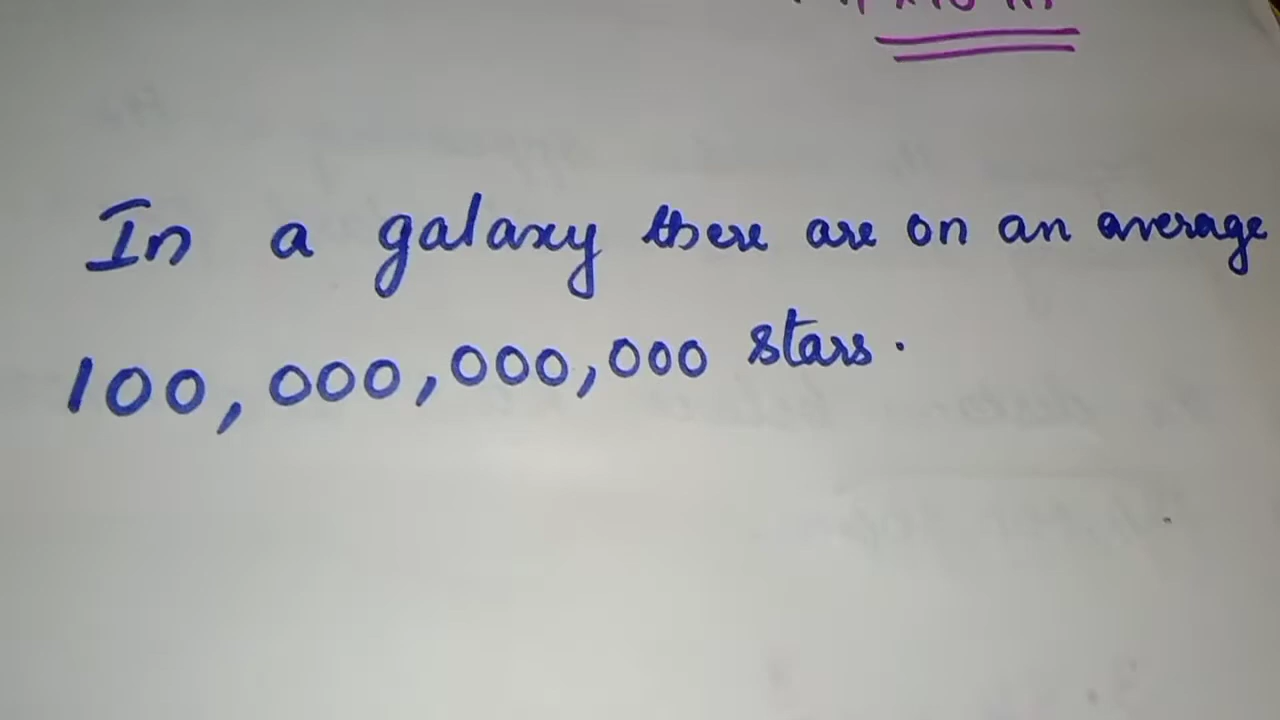 In a galaxy there are on an average
100,000,000,000 stars.